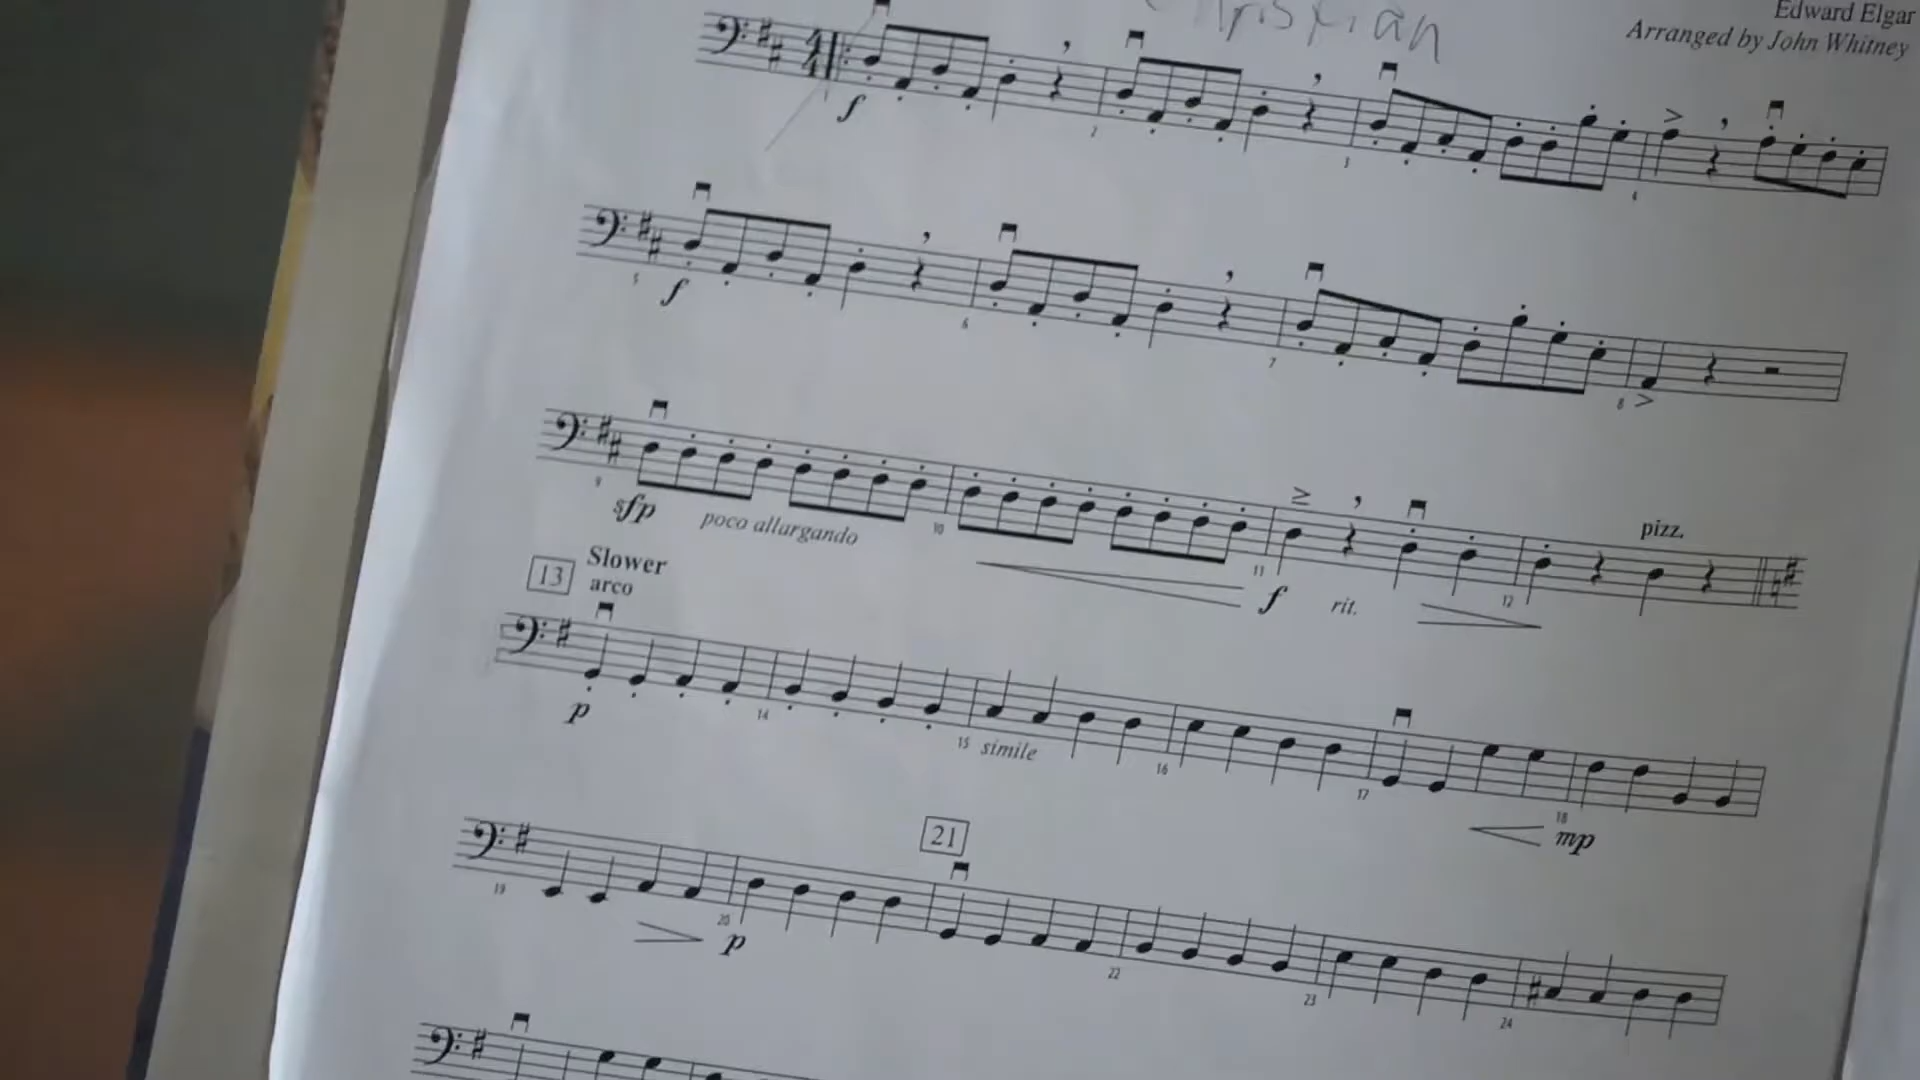 Christian
Edward Elgar
Arranged by John Whitney
4
4
f
2
3
4
5
f
6
7
8
9
sfp
poco allargando
10
11
f
rit.
12
pizz.
13
Slower
arco
p
14
15
simile
16
17
18
mp
19
20
p
21
22
23
24